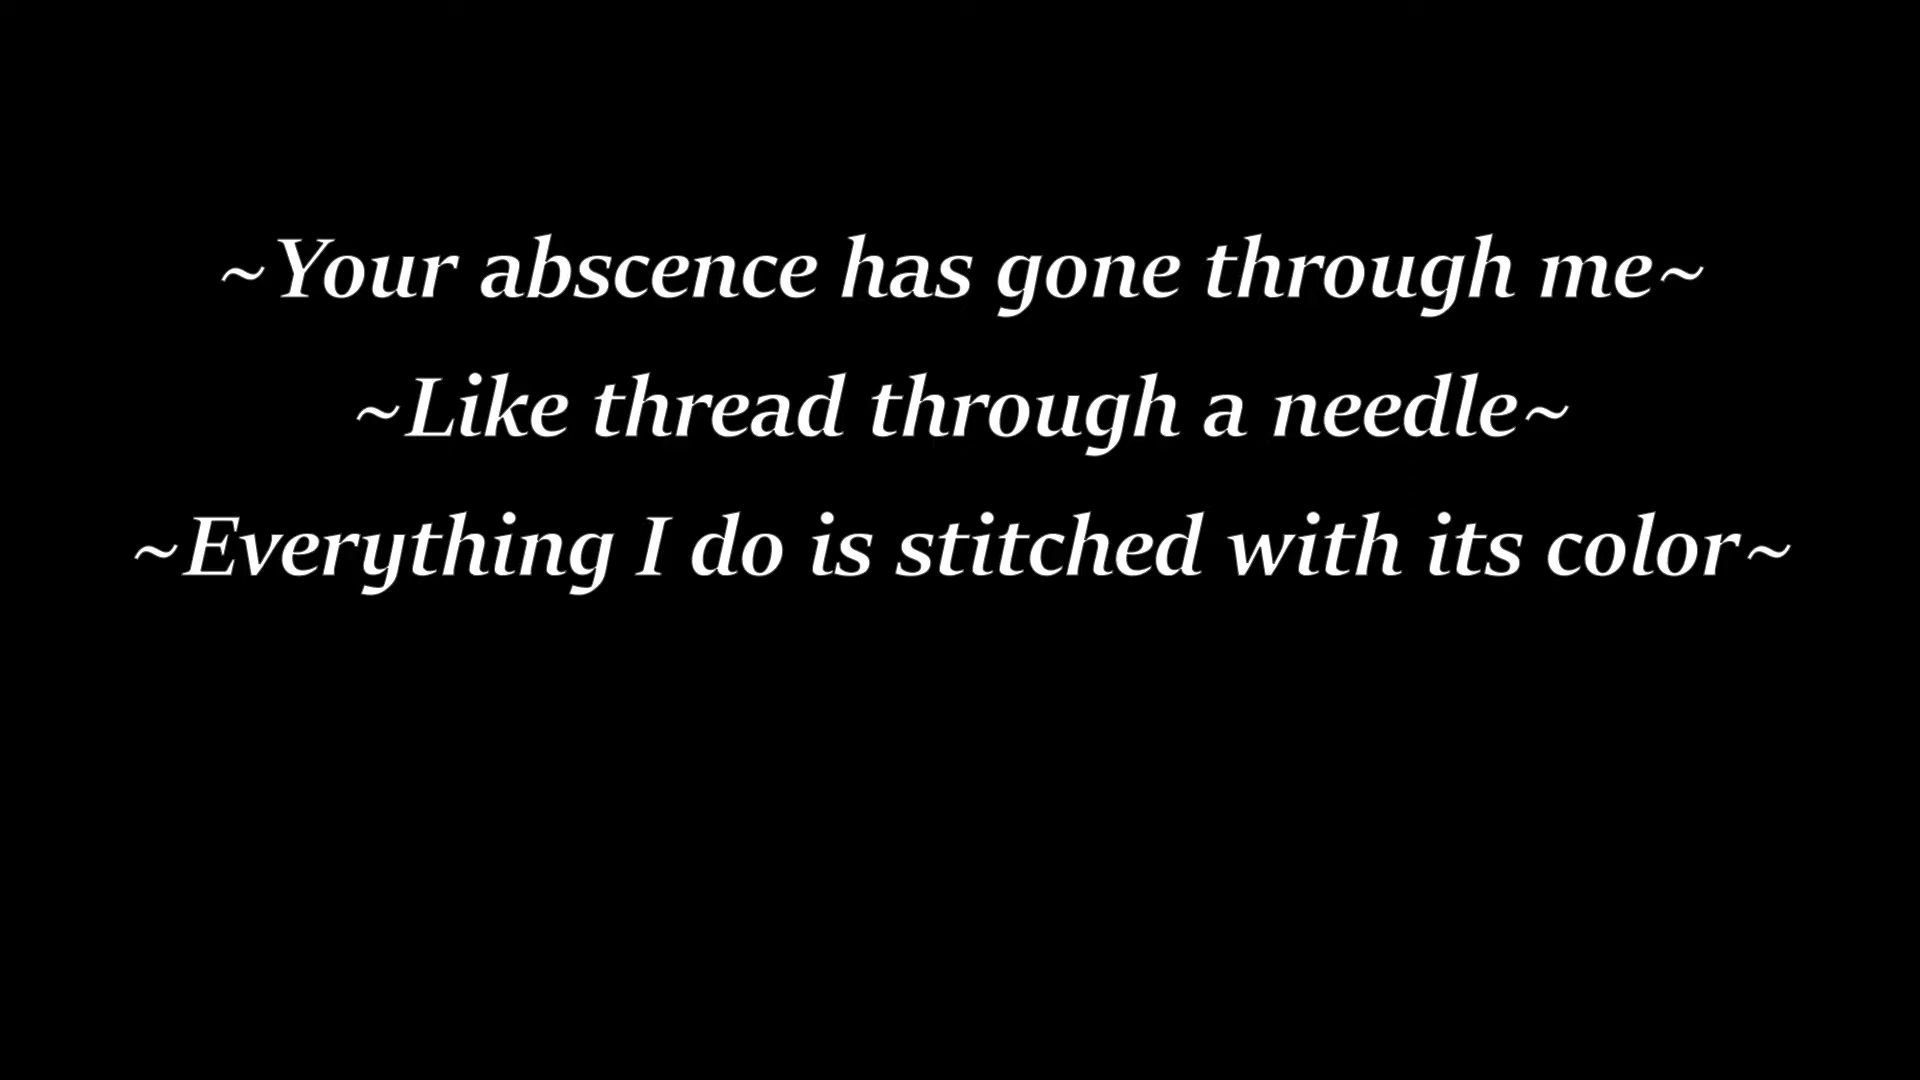 ~Your abscence has gone through me~
~Like thread through a needle~
~Everything I do is stitched with its color~